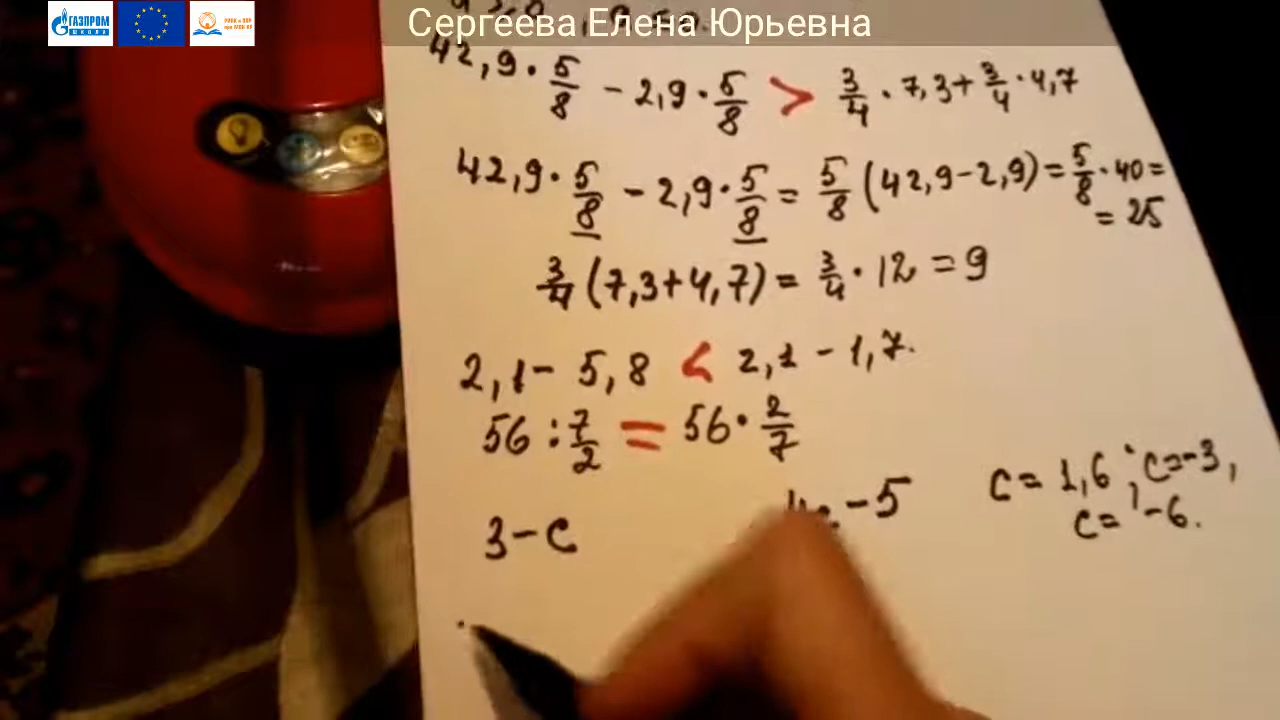 ГАЗПРОМ
ШКОЛА
Сергеева Елена Юрьевна
42,9 · 5/8 - 2,9 · 5/8 > 3/4 · 7,3 + 3/4 · 4,7
42,9 · 5/8 - 2,9 · 5/8 = 5/8 (42,9 - 2,9) = 5/8 · 40 =
= 25
3/4 (7,3 + 4,7) = 3/4 · 12 = 9
2,1 - 5,8 < 2,1 - 1,7.
56 : 7/2 = 56 · 2/7
3 - c
- 5
c = 1,6 ; c = -3,
c = -6.